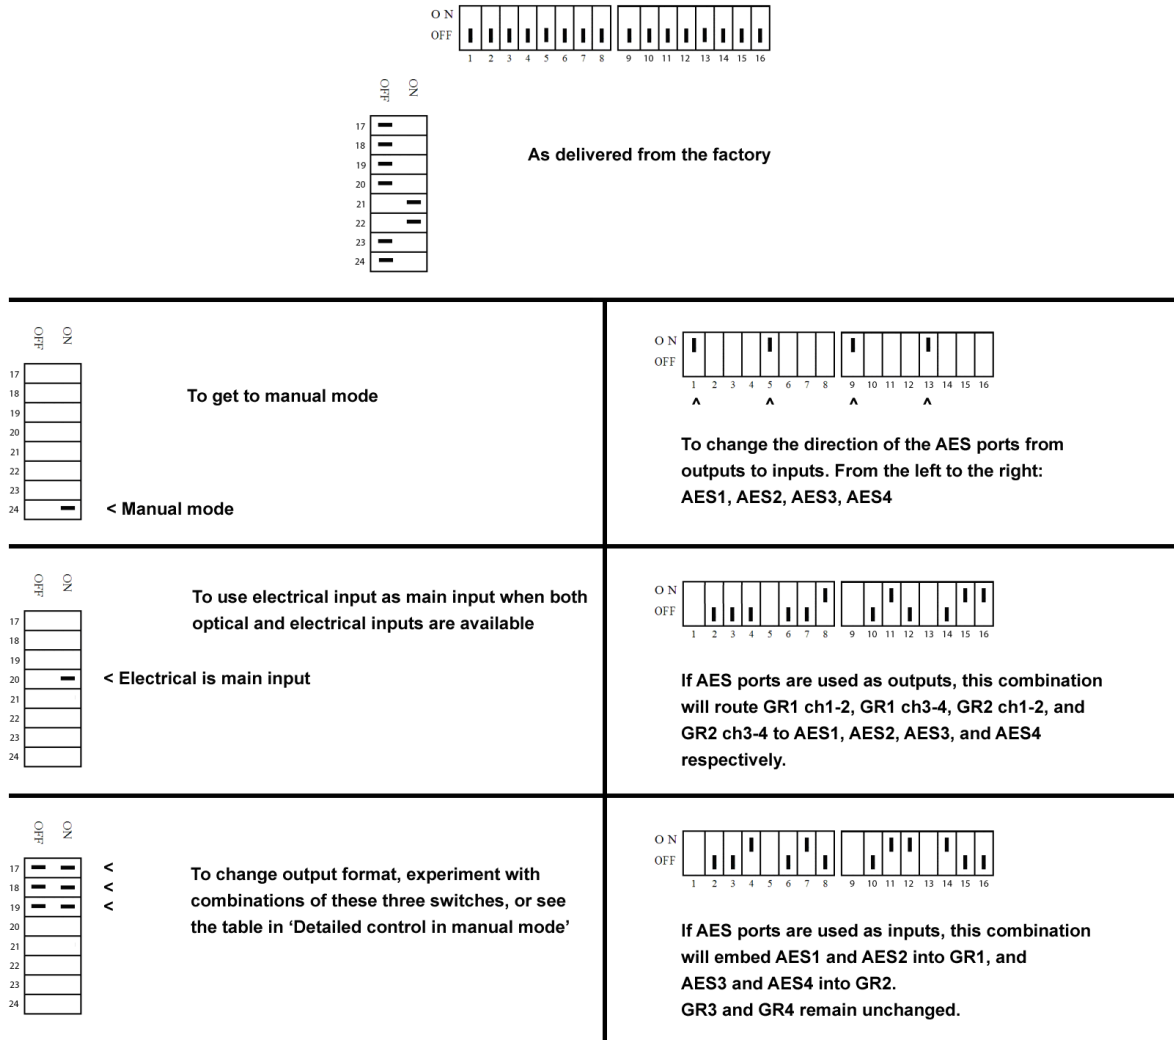 O N
OFF
1 2 3 4 5 6 7 8 9 10 11 12 13 14 15 16
OFF ON
17
18
19
20
21
22
23
24
As delivered from the factory
OFF ON
17
18
19
20
21
22
23
24
To get to manual mode
< Manual mode
O N
OFF
1 2 3 4 5 6 7 8 9 10 11 12 13 14 15 16
^ ^ ^ ^
To change the direction of the AES ports from
outputs to inputs. From the left to the right:
AES1, AES2, AES3, AES4
OFF ON
17
18
19
20
21
22
23
24
To use electrical input as main input when both
optical and electrical inputs are available
< Electrical is main input
O N
OFF
1 2 3 4 5 6 7 8 9 10 11 12 13 14 15 16
If AES ports are used as outputs, this combination
will route GR1 ch1-2, GR1 ch3-4, GR2 ch1-2, and
GR2 ch3-4 to AES1, AES2, AES3, and AES4
respectively.
OFF ON
17 <
18 <
19 <
20
21
22
23
24
To change output format, experiment with
combinations of these three switches, or see
the table in ‘Detailed control in manual mode’
O N
OFF
1 2 3 4 5 6 7 8 9 10 11 12 13 14 15 16
If AES ports are used as inputs, this combination
will embed AES1 and AES2 into GR1, and
AES3 and AES4 into GR2.
GR3 and GR4 remain unchanged.